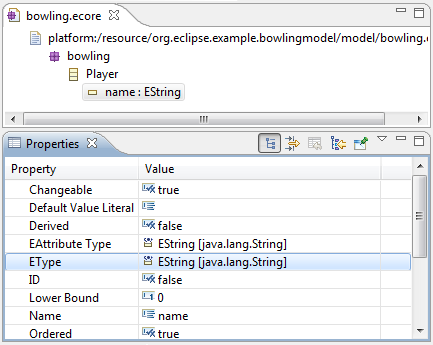 bowling.ecore
platform:/resource/org.eclipse.example.bowlingmodel/model/bowling.
bowling
Player
name : EString
Properties
Property Value
Changeable true
Default Value Literal
Derived false
EAttribute Type EString [java.lang.String]
EType EString [java.lang.String]
ID false
Lower Bound 0
Name name
Ordered true